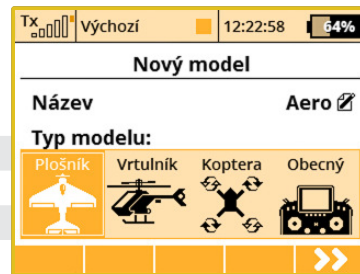 Tx Výchozí 12:22:58 64%
Nový model
Název Aero
Typ modelu:
Plošník Vrtulník Koptera Obecný
>>